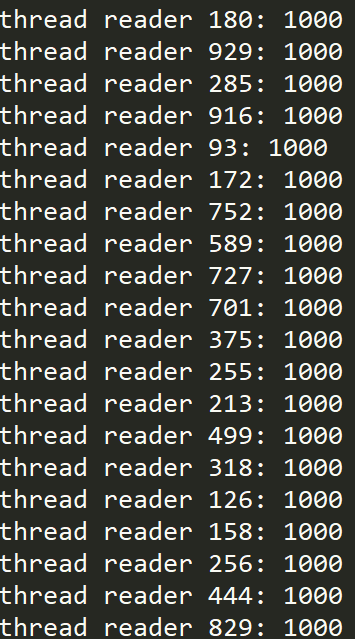 thread reader 180: 1000
thread reader 929: 1000
thread reader 285: 1000
thread reader 916: 1000
thread reader 93: 1000
thread reader 172: 1000
thread reader 752: 1000
thread reader 589: 1000
thread reader 727: 1000
thread reader 701: 1000
thread reader 375: 1000
thread reader 255: 1000
thread reader 213: 1000
thread reader 499: 1000
thread reader 318: 1000
thread reader 126: 1000
thread reader 158: 1000
thread reader 256: 1000
thread reader 444: 1000
thread reader 829: 1000